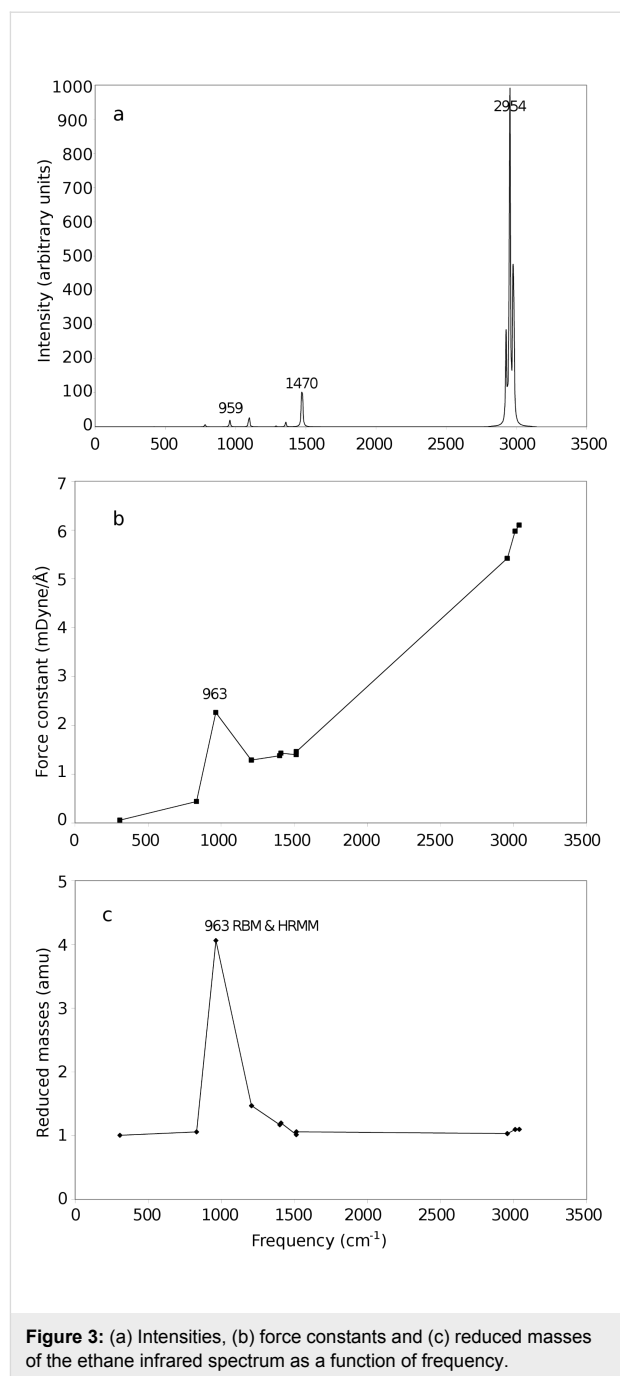 a
Intensity (arbitrary units)
1000
900
800
700
600
500
400
300
200
100
0
2954
959
1470
0 500 1000 1500 2000 2500 3000 3500
b
Force constant (mDyne/Å)
7
6
5
4
3
2
1
0
963
0 500 1000 1500 2000 2500 3000 3500
c
Reduced masses (amu)
5
4
3
2
1
0
963 RBM & HRMM
0 500 1000 1500 2000 2500 3000 3500
Frequency (cm⁻¹)
Figure 3: (a) Intensities, (b) force constants and (c) reduced masses
of the ethane infrared spectrum as a function of frequency.